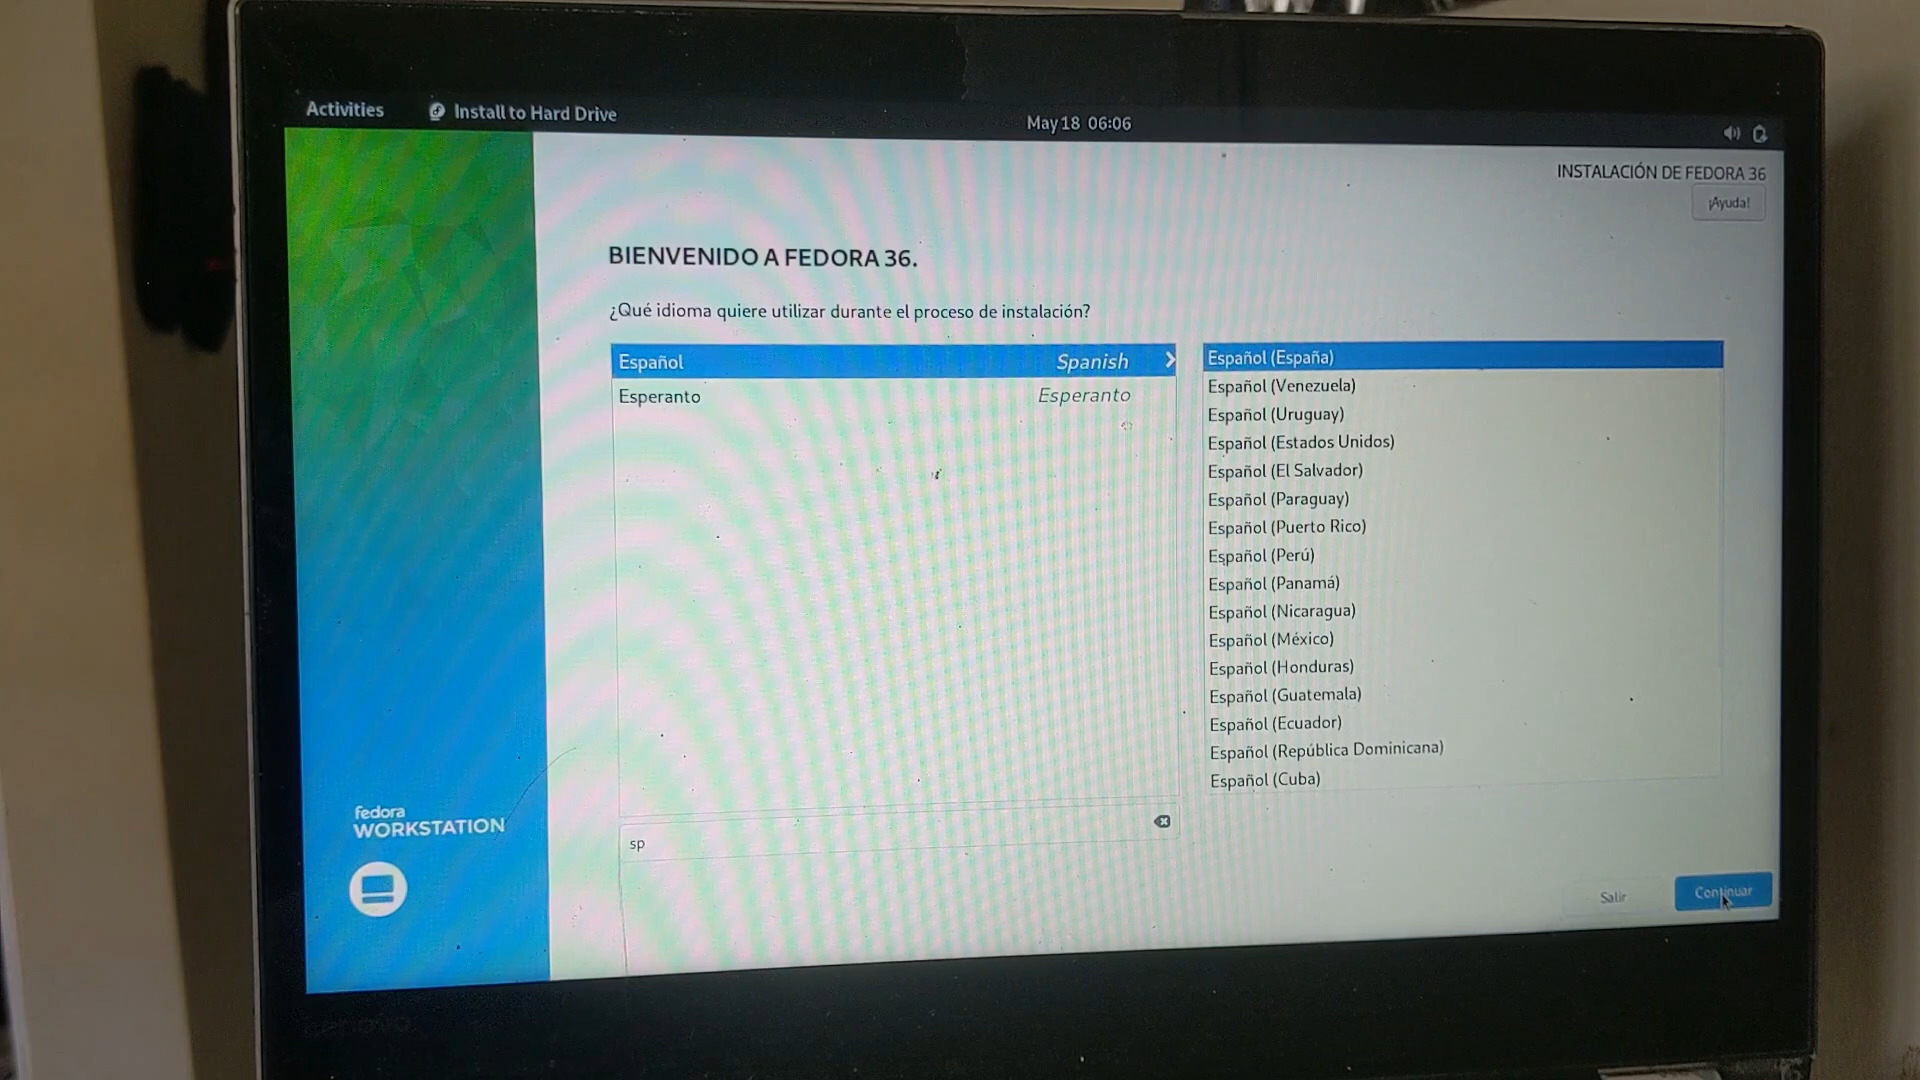 Activities
Install to Hard Drive
May 18 06:06
INSTALACIÓN DE FEDORA 36
¡Ayuda!
BIENVENIDO A FEDORA 36.
¿Qué idioma quiere utilizar durante el proceso de instalación?
Español Spanish
Esperanto Esperanto
sp
Español (España)
Español (Venezuela)
Español (Uruguay)
Español (Estados Unidos)
Español (El Salvador)
Español (Paraguay)
Español (Puerto Rico)
Español (Perú)
Español (Panamá)
Español (Nicaragua)
Español (México)
Español (Honduras)
Español (Guatemala)
Español (Ecuador)
Español (República Dominicana)
Español (Cuba)
fedora
WORKSTATION
Salir
Continuar